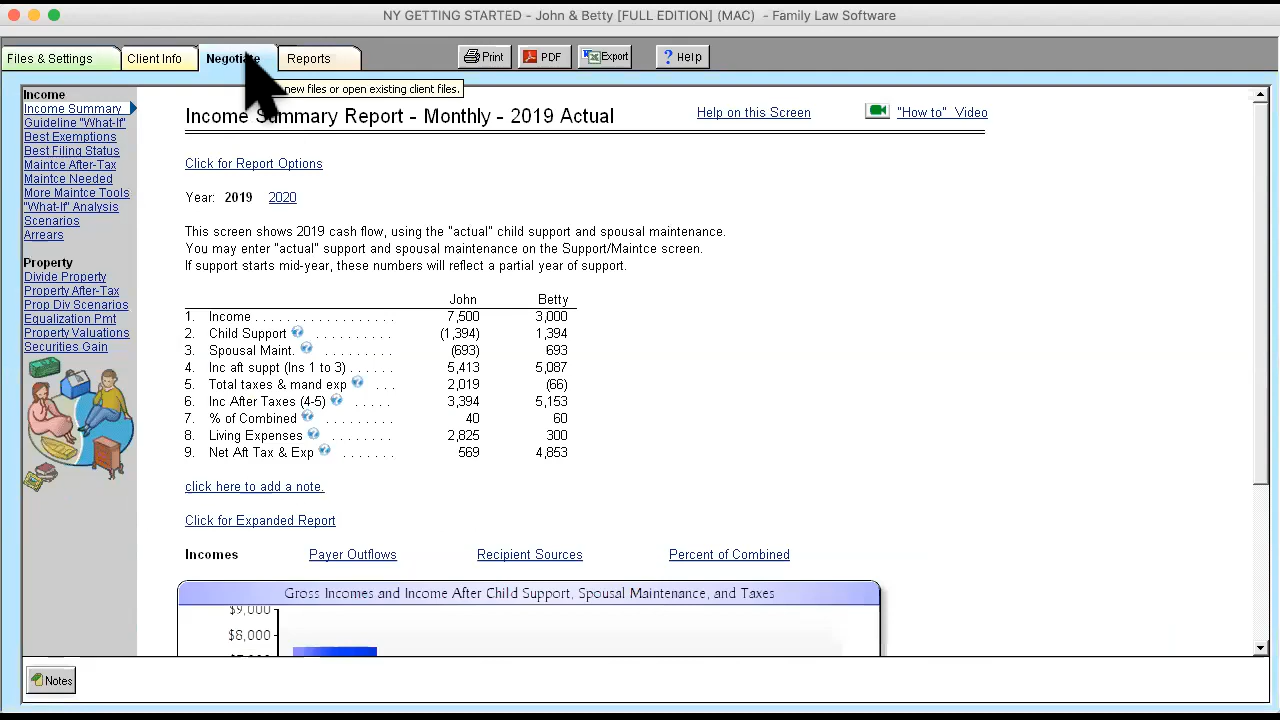 NY GETTING STARTED - John & Betty [FULL EDITION] (MAC) - Family Law Software
Files & Settings
Client Info
Negotiate
Reports
Print
PDF
Export
? Help
new files or open existing client files.
Income
Income Summary
Guideline "What-If"
Best Exemptions
Best Filing Status
Maintce After-Tax
Maintce Needed
More Maintce Tools
"What-If" Analysis
Scenarios
Arrears
Property
Divide Property
Property After-Tax
Prop Div Scenarios
Equalization Pmt
Property Valuations
Securities Gain
Income Summary Report - Monthly - 2019 Actual
Help on this Screen
"How to" Video
Click for Report Options
Year: 2019 2020
This screen shows 2019 cash flow, using the "actual" child support and spousal maintenance.
You may enter "actual" support and spousal maintenance on the Support/Maintce screen.
If support starts mid-year, these numbers will reflect a partial year of support.
John Betty
1. Income . . . . . . . . . . . . . . . . . . 7,500 3,000
2. Child Support ? . . . . . . . . . . . (1,394) 1,394
3. Spousal Maint. ? . . . . . . . . . . (693) 693
4. Inc aft suppt (lns 1 to 3) . . . . . . 5,413 5,087
5. Total taxes & mand exp ? . . . 2,019 (66)
6. Inc After Taxes (4-5) ? . . . . . 3,394 5,153
7. % of Combined ? . . . . . . . . . . 40 60
8. Living Expenses ? . . . . . . . . . 2,825 300
9. Net Aft Tax & Exp ? . . . . . . . 569 4,853
click here to add a note.
Click for Expanded Report
Incomes Payer Outflows Recipient Sources Percent of Combined
Gross Incomes and Income After Child Support, Spousal Maintenance, and Taxes
$9,000
$8,000
Notes